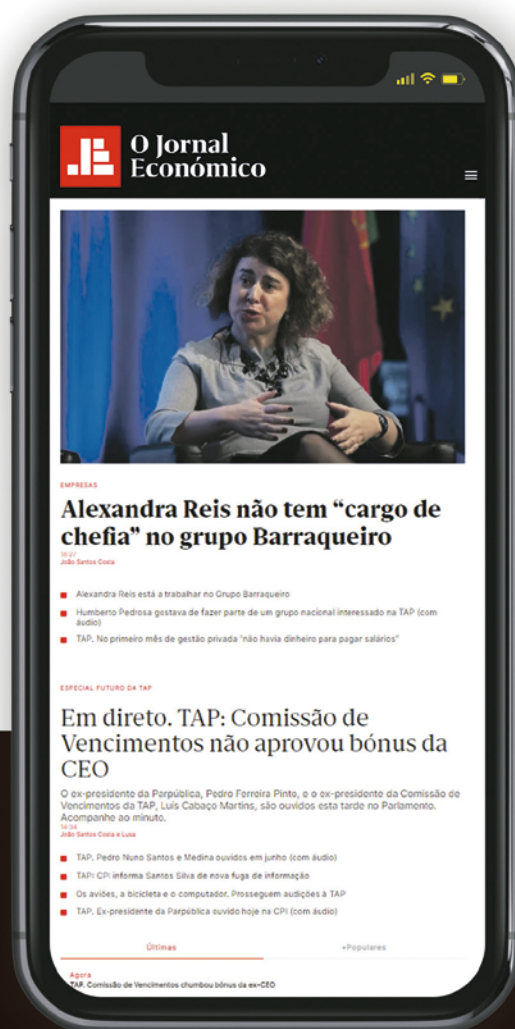 O Jornal
Económico
EMPRESAS
Alexandra Reis não tem “cargo de
chefia” no grupo Barraqueiro
18:27
João Santos Costa
Alexandra Reis está a trabalhar no Grupo Barraqueiro
Humberto Pedrosa gostava de fazer parte de um grupo nacional interessado na TAP (com
áudio)
TAP. No primeiro mês de gestão privada “não havia dinheiro para pagar salários”
ESPECIAL FUTURO DA TAP
Em direto. TAP: Comissão de
Vencimentos não aprovou bónus da
CEO
O ex-presidente da Parpública, Pedro Ferreira Pinto, e o ex-presidente da Comissão de
Vencimentos da TAP, Luís Cabaço Martins, são ouvidos esta tarde no Parlamento.
Acompanhe ao minuto.
14:34
João Santos Costa e Lusa
TAP. Pedro Nuno Santos e Medina ouvidos em junho (com áudio)
TAP: CPI informa Santos Silva de nova fuga de informação
Os aviões, a bicicleta e o computador. Prosseguem audições à TAP
TAP. Ex-presidente da Parpública ouvido hoje na CPI (com áudio)
Últimas
+Populares
Agora
TAP. Comissão de Vencimentos chumbou bónus da ex-CEO